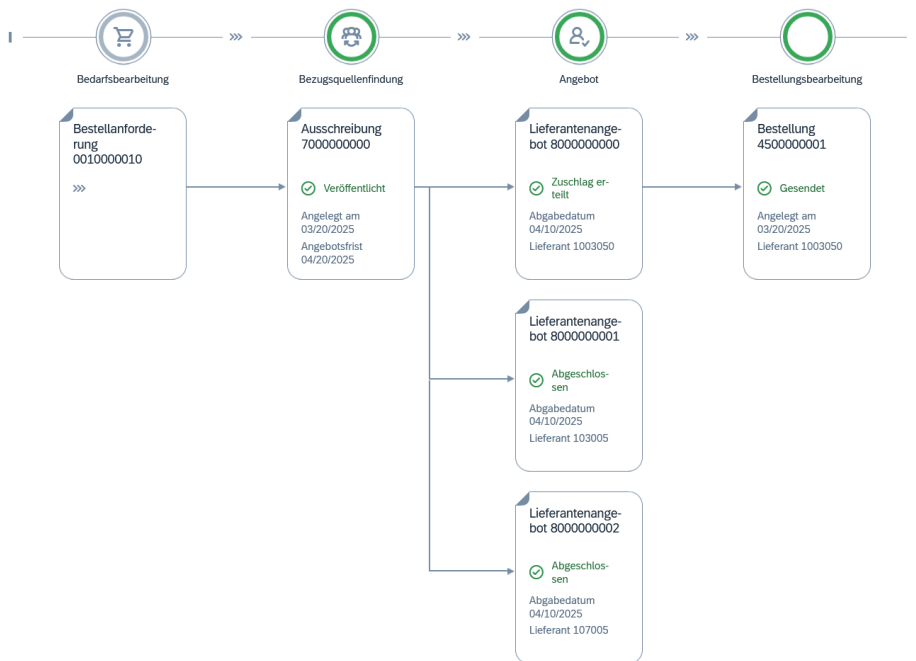 Bedarfsbearbeitung
Bezugsquellenfindung
Angebot
Bestellungsbearbeitung
Bestellanforde-
rung
0010000010
Ausschreibung
7000000000
Veröffentlicht
Angelegt am
03/20/2025
Angebotsfrist
04/20/2025
Lieferantenange-
bot 8000000000
Zuschlag er-
teilt
Abgabedatum
04/10/2025
Lieferant 1003050
Bestellung
4500000001
Gesendet
Angelegt am
03/20/2025
Lieferant 1003050
Lieferantenange-
bot 8000000001
Abgeschlos-
sen
Abgabedatum
04/10/2025
Lieferant 103005
Lieferantenange-
bot 8000000002
Abgeschlos-
sen
Abgabedatum
04/10/2025
Lieferant 107005